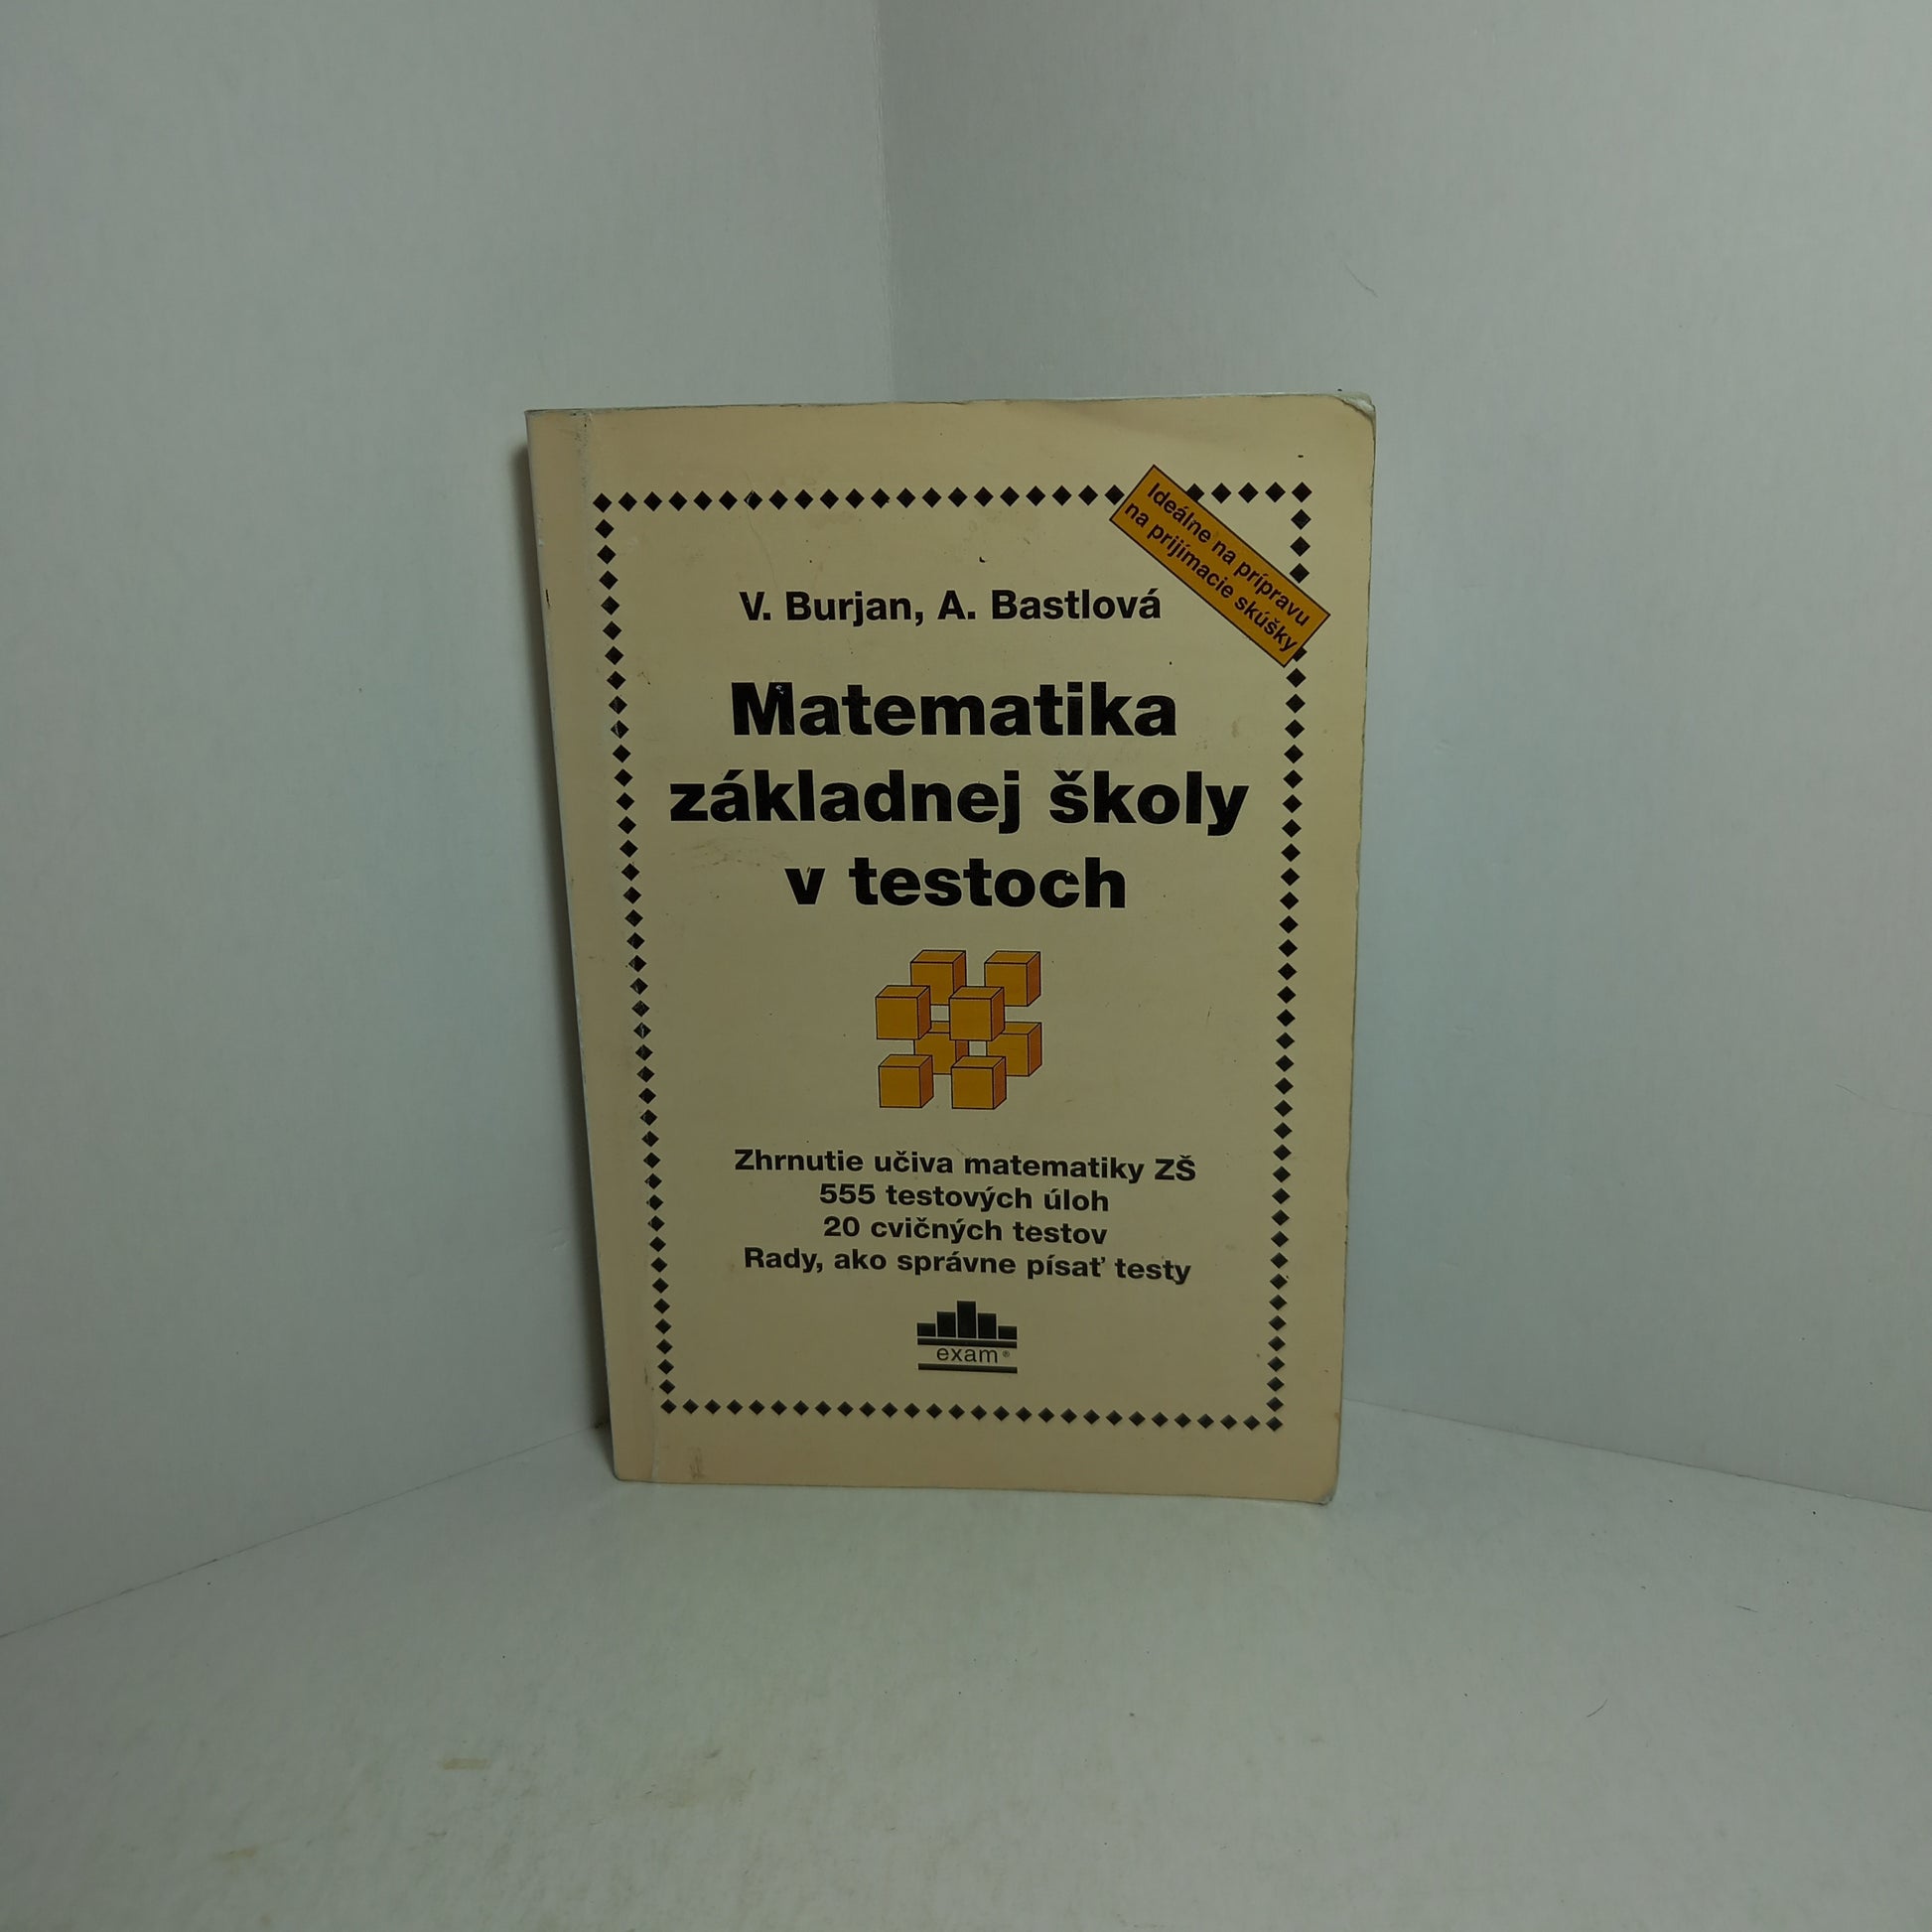 Ideálne na prípravu
na prijímacie skúšky
V. Burjan, A. Bastlová
Matematika
základnej školy
v testoch
Zhrnutie učiva matematiky ZŠ
555 testových úloh
20 cvičných testov
Rady, ako správne písať testy
exam®